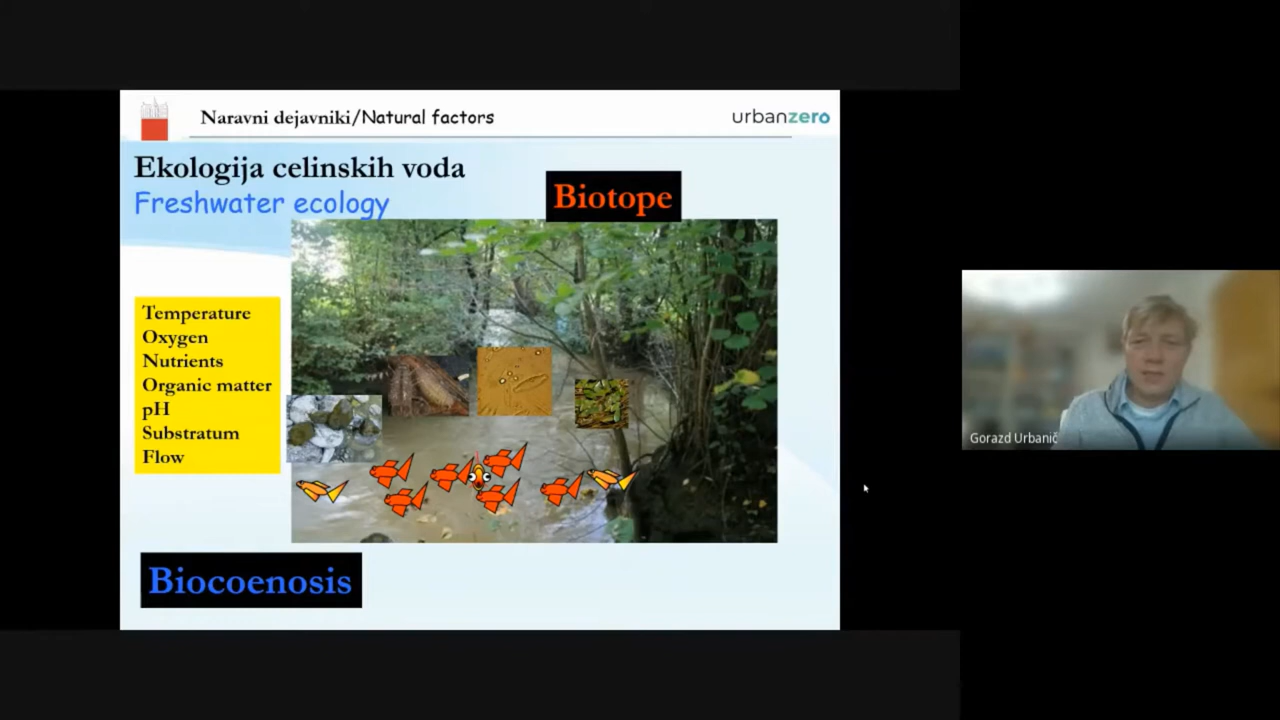 Naravni dejavniki/Natural factors
urbanzero
Ekologija celinskih voda
Freshwater ecology
Biotope
Temperature
Oxygen
Nutrients
Organic matter
pH
Substratum
Flow
Biocoenosis
Gorazd Urbanič